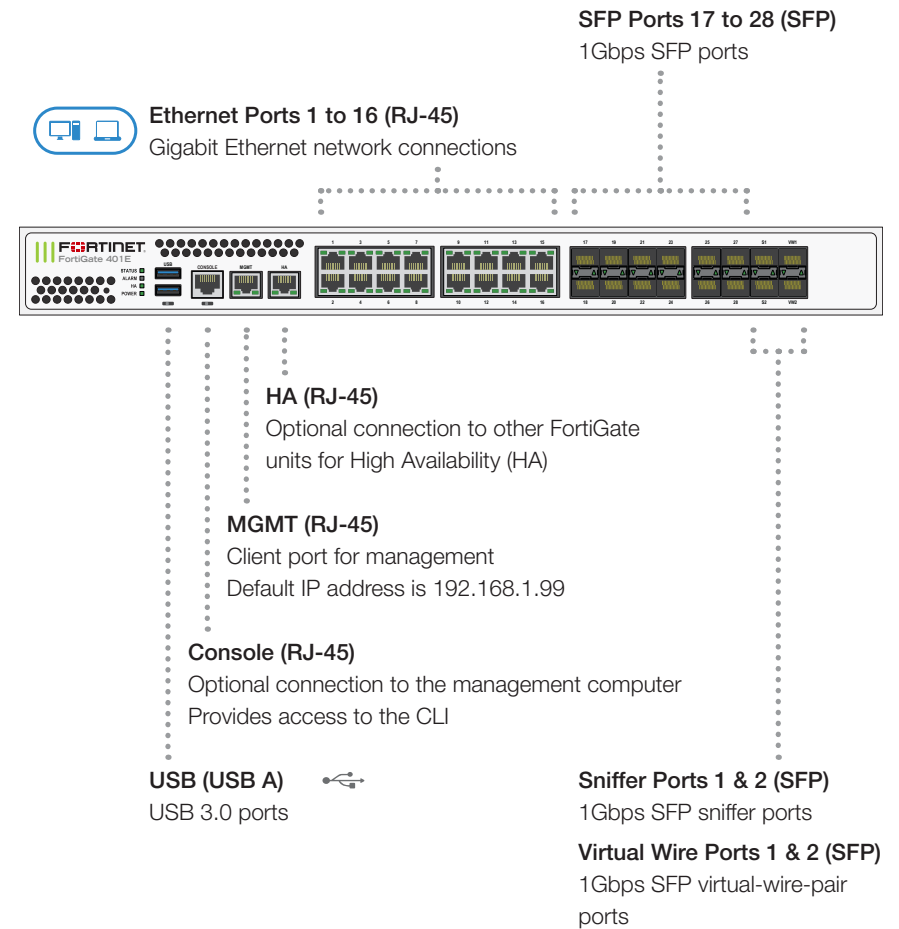 SFP Ports 17 to 28 (SFP)
1Gbps SFP ports
Ethernet Ports 1 to 16 (RJ-45)
Gigabit Ethernet network connections
FORTINET
FortiGate 401E
STATUS
ALARM
HA
POWER
USB
CONSOLE
MGMT
HA
1 3 5 7
9 11 13 15
17 19 21 23
25 27 S1 VW1
2 4 6 8
10 12 14 16
18 20 22 24
26 28 S2 VW2
HA (RJ-45)
Optional connection to other FortiGate
units for High Availability (HA)
MGMT (RJ-45)
Client port for management
Default IP address is 192.168.1.99
Console (RJ-45)
Optional connection to the management computer
Provides access to the CLI
USB (USB A)
USB 3.0 ports
Sniffer Ports 1 & 2 (SFP)
1Gbps SFP sniffer ports
Virtual Wire Ports 1 & 2 (SFP)
1Gbps SFP virtual-wire-pair
ports